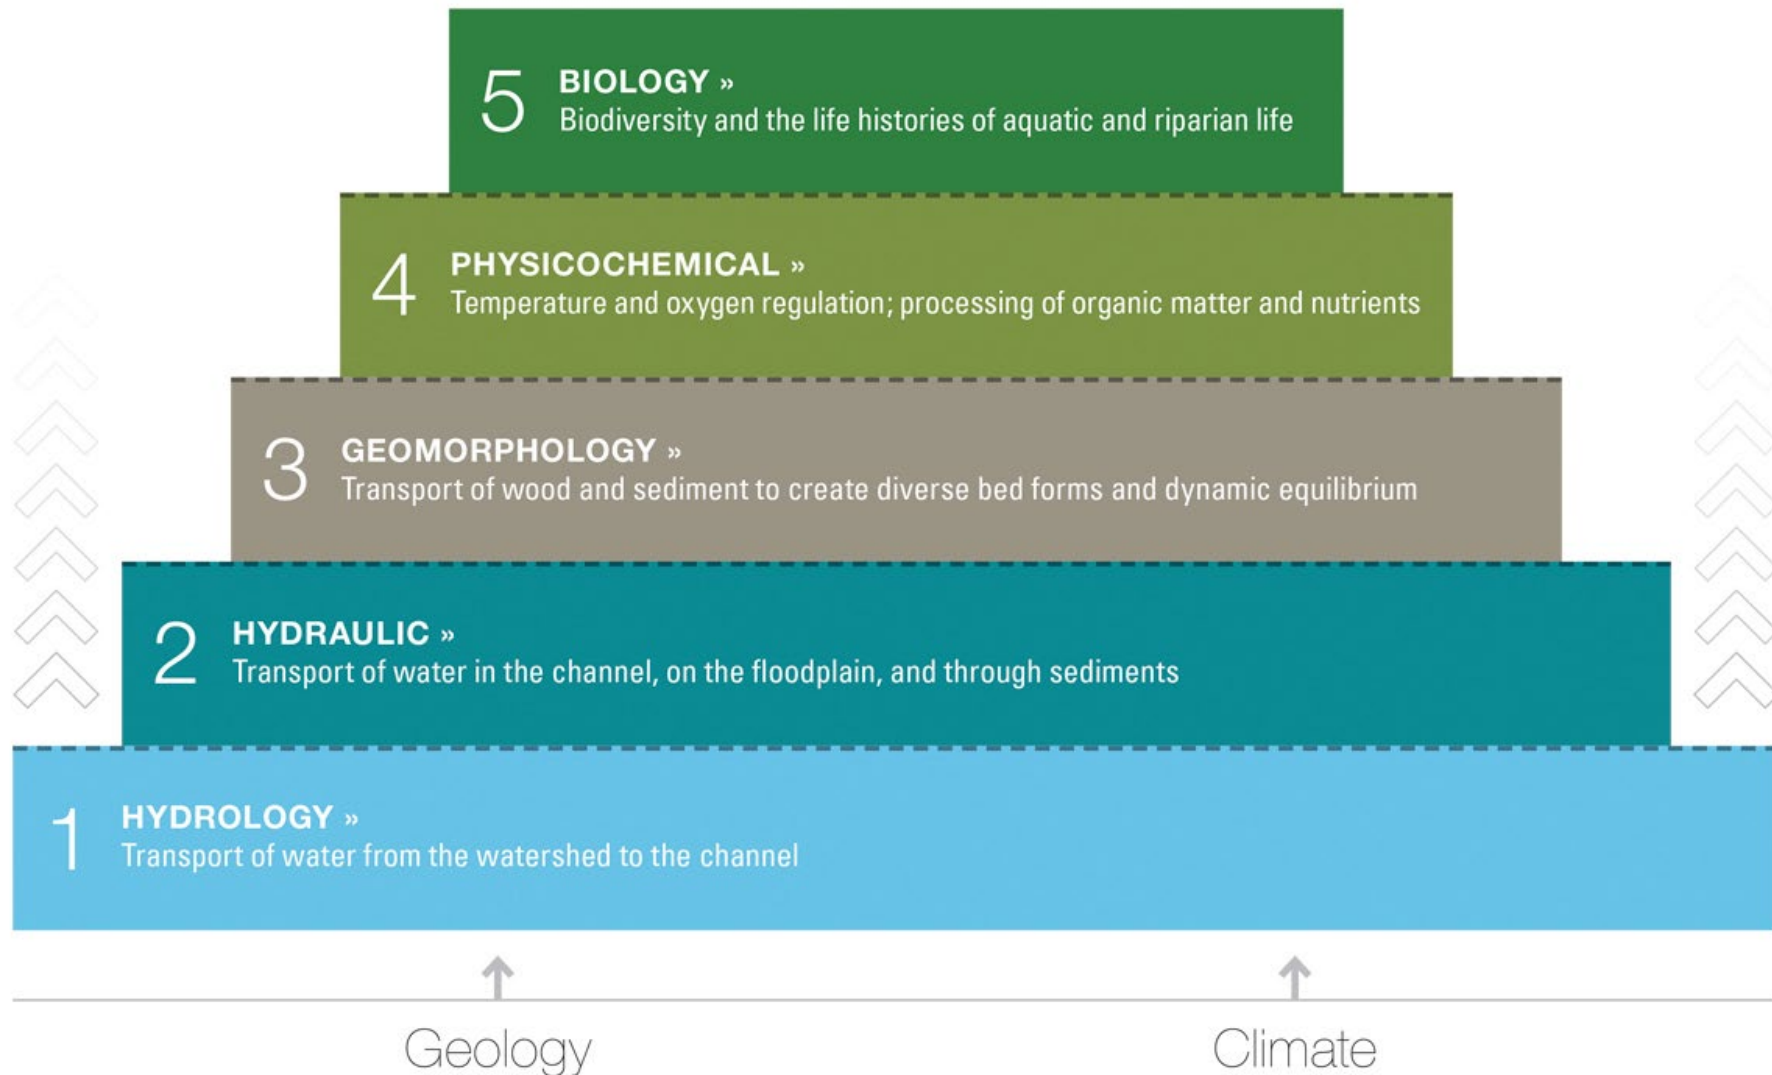 5
BIOLOGY »
Biodiversity and the life histories of aquatic and riparian life
4
PHYSICOCHEMICAL »
Temperature and oxygen regulation; processing of organic matter and nutrients
3
GEOMORPHOLOGY »
Transport of wood and sediment to create diverse bed forms and dynamic equilibrium
2
HYDRAULIC »
Transport of water in the channel, on the floodplain, and through sediments
1
HYDROLOGY »
Transport of water from the watershed to the channel
Geology
Climate